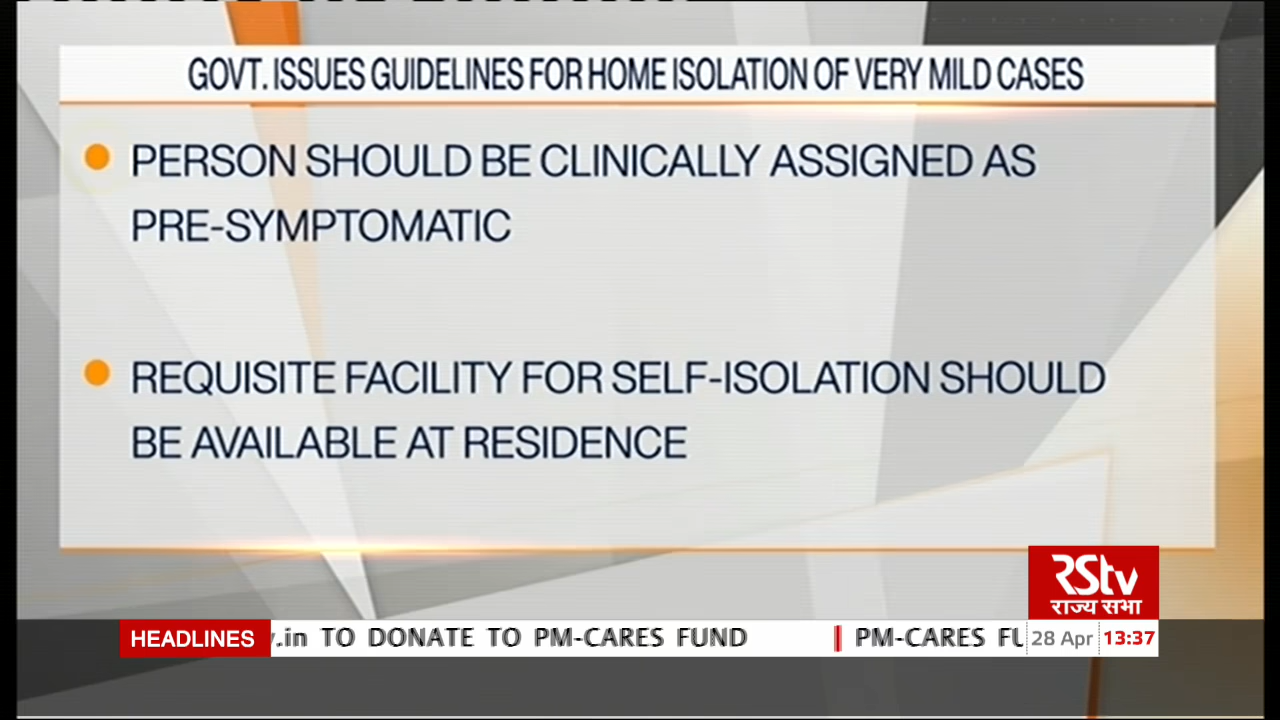 GOVT. ISSUES GUIDELINES FOR HOME ISOLATION OF VERY MILD CASES
PERSON SHOULD BE CLINICALLY ASSIGNED AS
PRE-SYMPTOMATIC
REQUISITE FACILITY FOR SELF-ISOLATION SHOULD
BE AVAILABLE AT RESIDENCE
RStv
राज्य सभा
HEADLINES .in TO DONATE TO PM-CARES FUND | PM-CARES 28 Apr 13:37